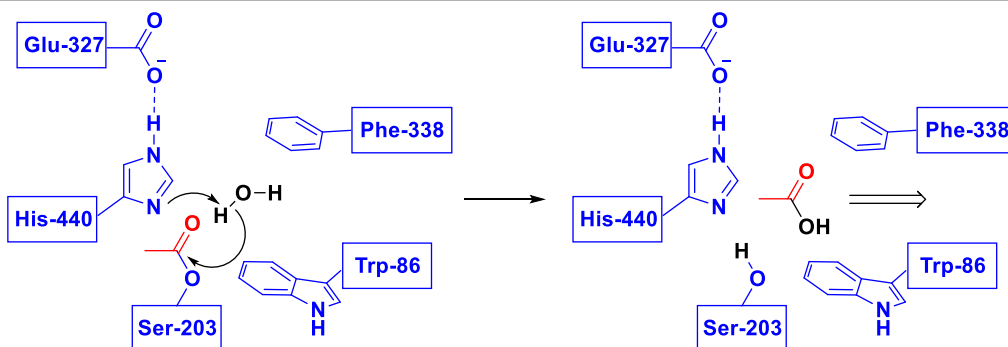 Glu-327
O
O
−
H
N
N
His-440
Phe-338
H
O
H
O
O
Ser-203
Trp-86
N
H
Glu-327
O
O
−
H
N
N
His-440
O
OH
Phe-338
H
O
Ser-203
Trp-86
N
H